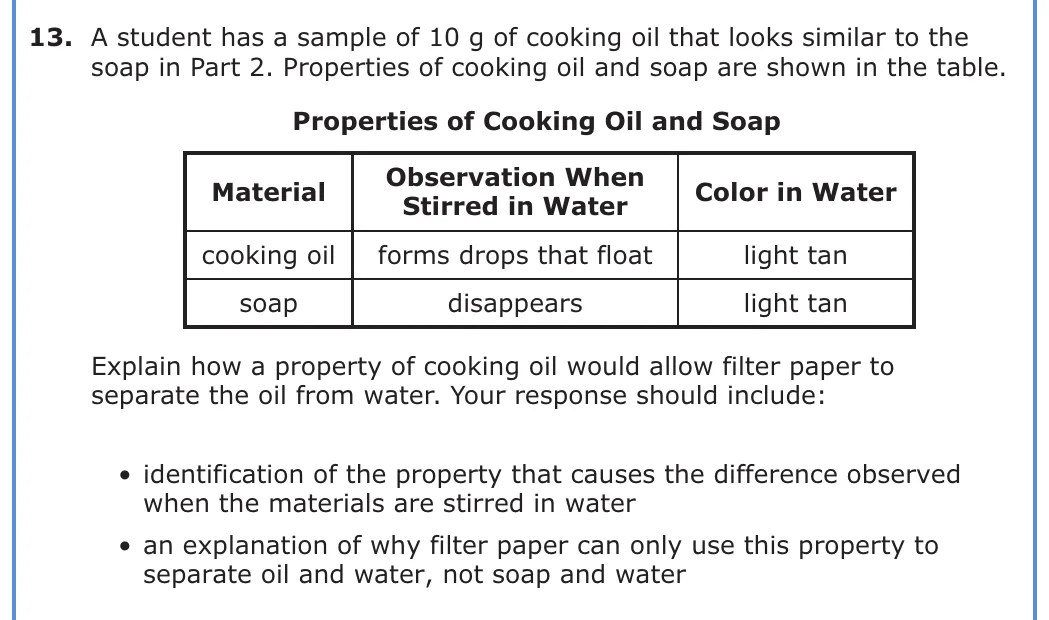 13. A student has a sample of 10 g of cooking oil that looks similar to the
soap in Part 2. Properties of cooking oil and soap are shown in the table.
Properties of Cooking Oil and Soap
Material Observation When Stirred in Water Color in Water
cooking oil forms drops that float light tan
soap disappears light tan
Explain how a property of cooking oil would allow filter paper to
separate the oil from water. Your response should include:
• identification of the property that causes the difference observed
when the materials are stirred in water
• an explanation of why filter paper can only use this property to
separate oil and water, not soap and water